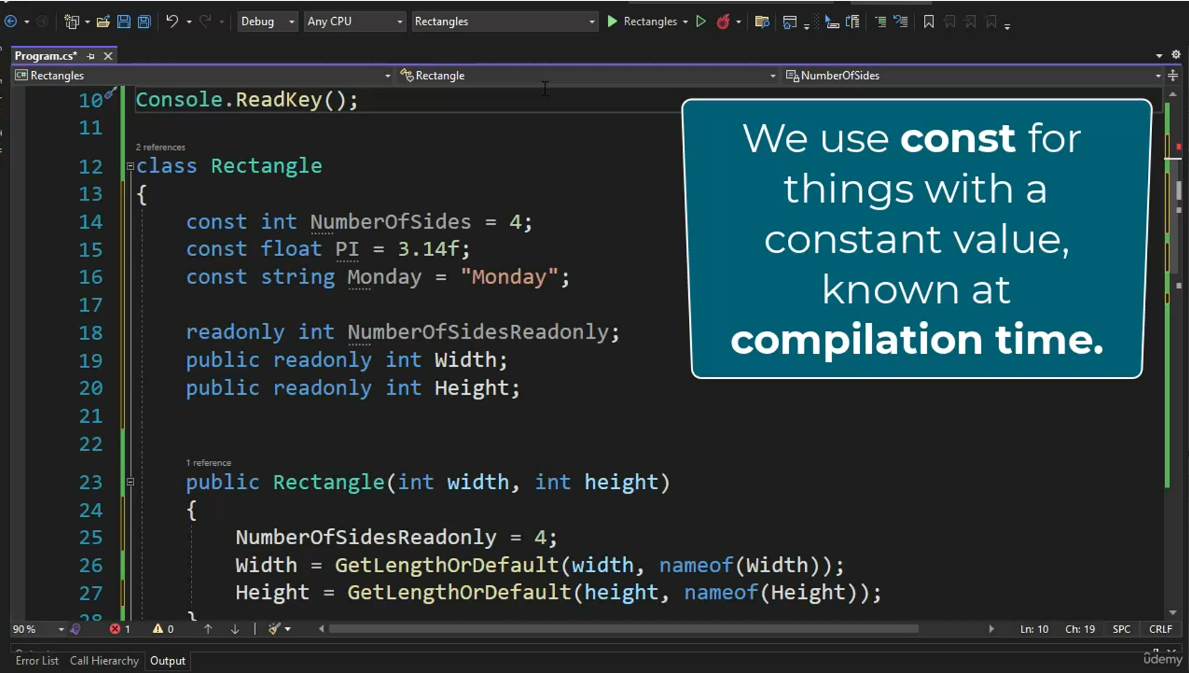 Debug
Any CPU
Rectangles
Rectangles
Program.cs*
C# Rectangles
Rectangle
NumberOfSides
10 Console.ReadKey();
11
2 references
12 class Rectangle
13 {
14 const int NumberOfSides = 4;
15 const float PI = 3.14f;
16 const string Monday = "Monday";
17
18 readonly int NumberOfSidesReadonly;
19 public readonly int Width;
20 public readonly int Height;
21
22
1 reference
23 public Rectangle(int width, int height)
24 {
25 NumberOfSidesReadonly = 4;
26 Width = GetLengthOrDefault(width, nameof(Width));
27 Height = GetLengthOrDefault(height, nameof(Height));
28 }
We use const for
things with a
constant value,
known at
compilation time.
90 %
1
0
Ln: 10
Ch: 19
SPC
CRLF
Error List
Call Hierarchy
Output
ûdemy